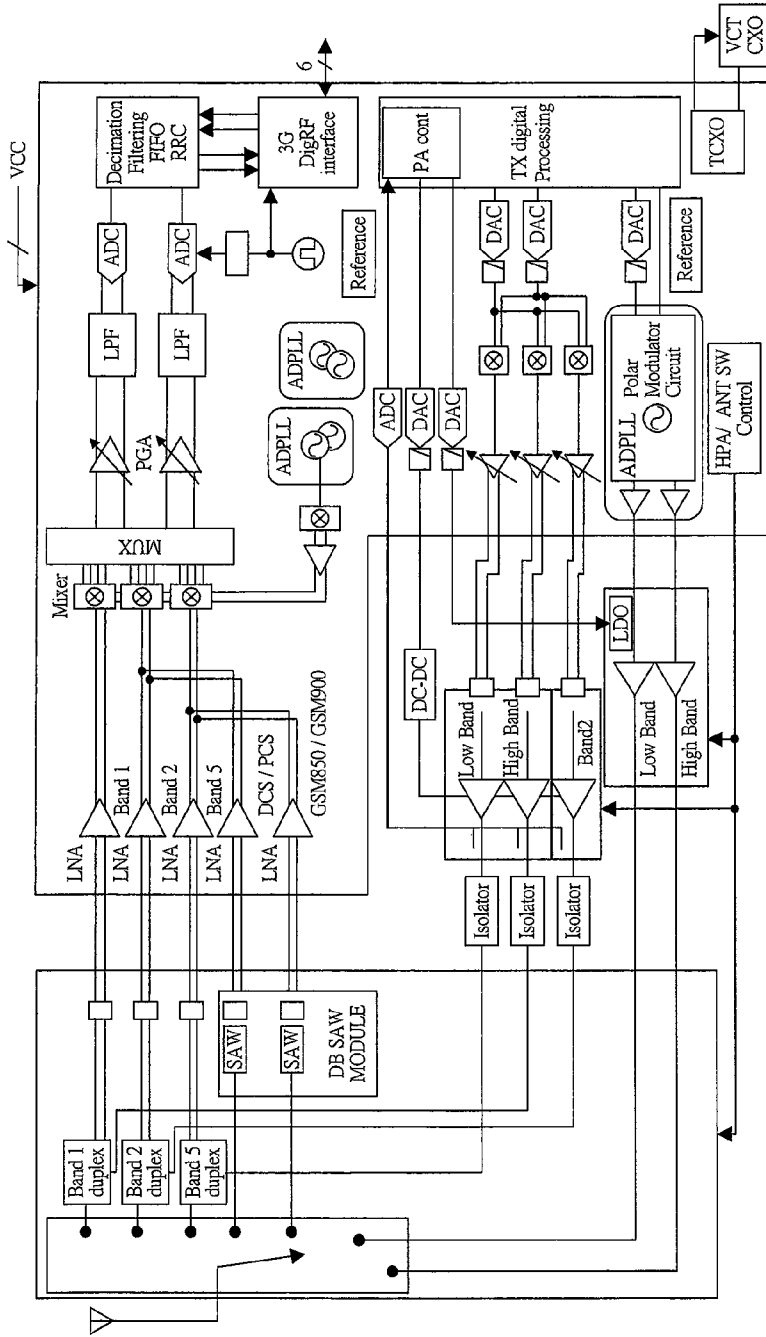 VCC
6
Decimation
Filtering
FIFO
RRC
3G
DigRF
interface
ADC
ADC
LPF
LPF
PGA
MUX
Mixer
Reference
ADPLL
ADPLL
LNA
Band 1
LNA
Band 2
LNA
Band 5
LNA
DCS / PCS
LNA
GSM850 / GSM900
SAW
SAW
DB SAW
MODULE
Band 1
duplex
Band 2
duplex
Band 5
duplex
PA cont
TX digital
Processing
VCT
CXO
TCXO
DAC
DAC
DAC
Reference
ADC
DAC
DAC
ADPLL
Polar
Modulator
Circuit
HPA/ ANT SW
Control
DC-DC
LDO
Low Band
High Band
Band2
Low Band
High Band
Isolator
Isolator
Isolator